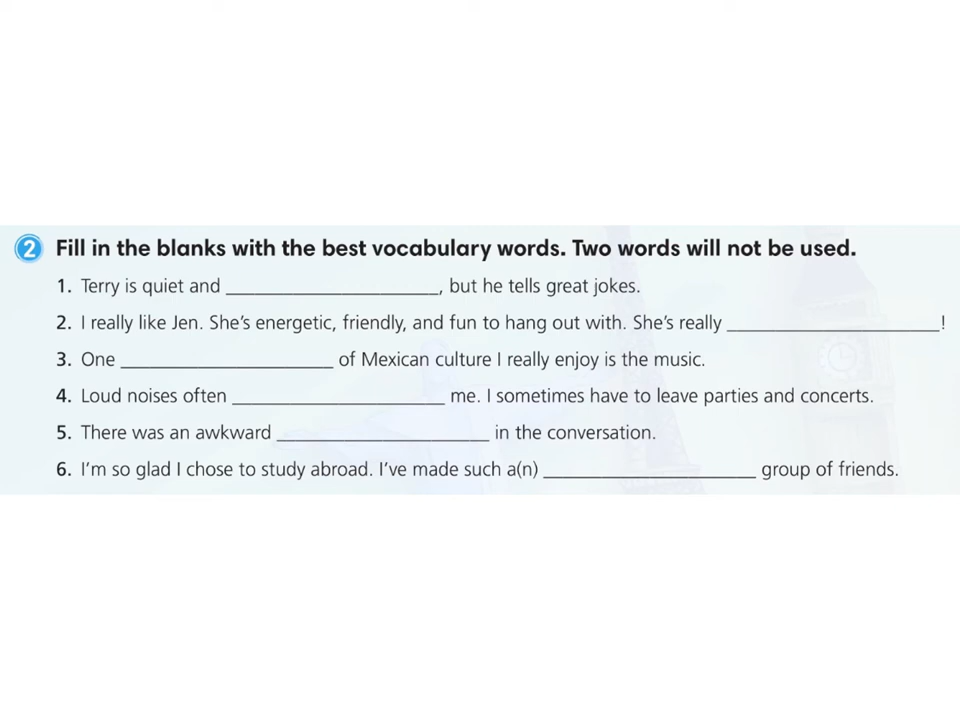 2 Fill in the blanks with the best vocabulary words. Two words will not be used.
1. Terry is quiet and ____________________, but he tells great jokes.
2. I really like Jen. She's energetic, friendly, and fun to hang out with. She's really ____________________!
3. One ____________________ of Mexican culture I really enjoy is the music.
4. Loud noises often ____________________ me. I sometimes have to leave parties and concerts.
5. There was an awkward ____________________ in the conversation.
6. I'm so glad I chose to study abroad. I've made such a(n) ____________________ group of friends.